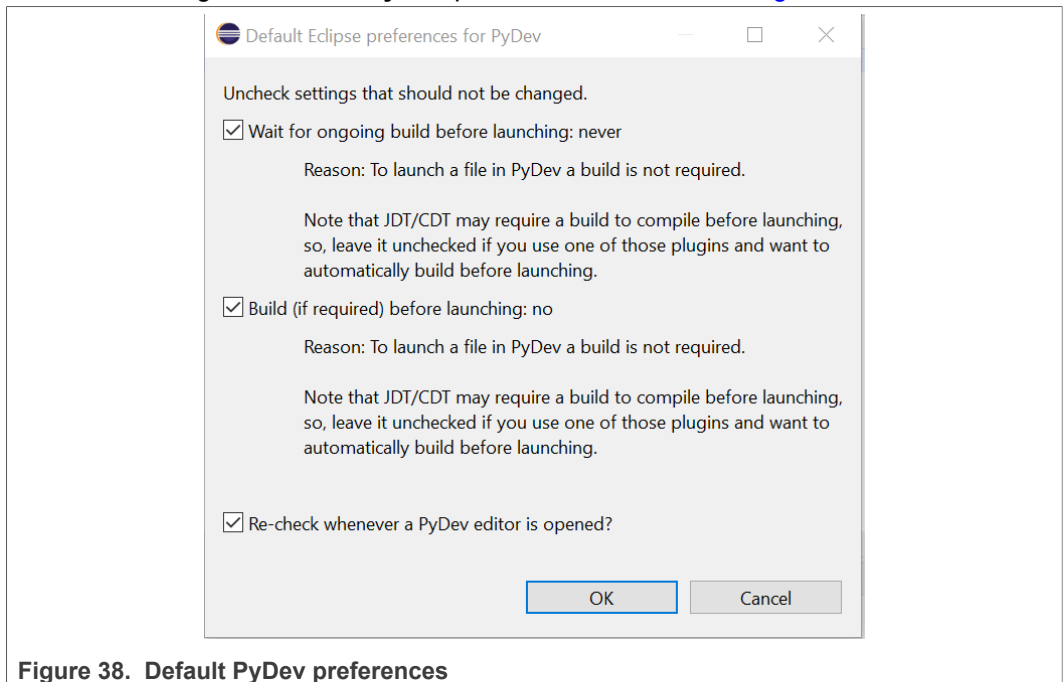 Default Eclipse preferences for PyDev
Uncheck settings that should not be changed.
Wait for ongoing build before launching: never
Reason: To launch a file in PyDev a build is not required.
Note that JDT/CDT may require a build to compile before launching,
so, leave it unchecked if you use one of those plugins and want to
automatically build before launching.
Build (if required) before launching: no
Reason: To launch a file in PyDev a build is not required.
Note that JDT/CDT may require a build to compile before launching,
so, leave it unchecked if you use one of those plugins and want to
automatically build before launching.
Re-check whenever a PyDev editor is opened?
OK Cancel
Figure 38. Default PyDev preferences